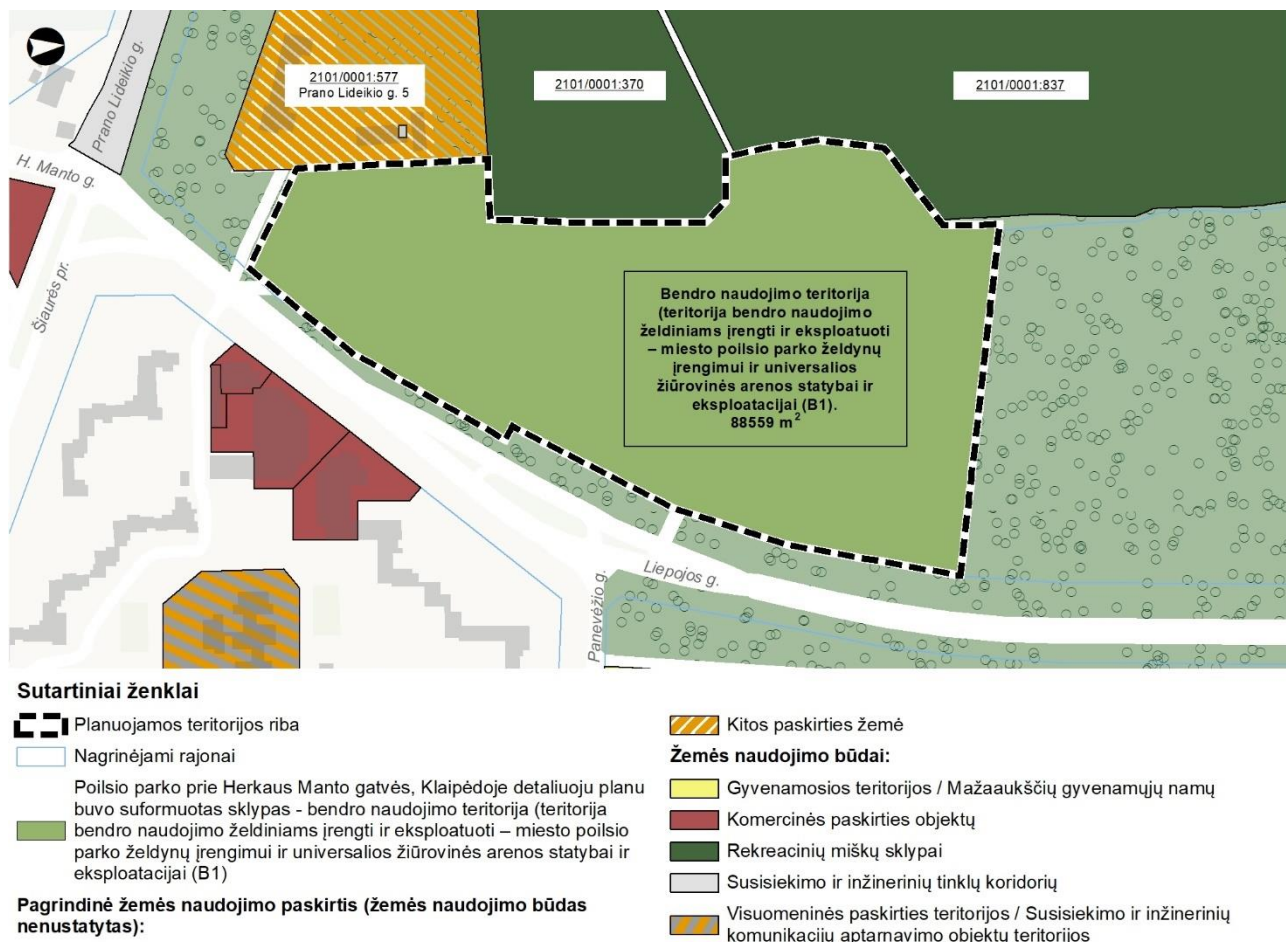 Prano Lideikio g.
2101/0001:577
Prano Lideikio g. 5
2101/0001:370
2101/0001:837
H. Manto g.
Šiaurės pr.
Bendro naudojimo teritorija
(teritorija bendro naudojimo
želdiniams įrengti ir eksploatuoti
– miesto poilsio parko želdynų
įrengimui ir universalios
žiūrovinės arenos statybai ir
eksploatacijai (B1).
88559 m²
Liepojos g.
Panevėžio g.
Sutartiniai ženklai
Planuojamos teritorijos riba
Nagrinėjami rajonai
Poilsio parko prie Herkaus Manto gatvės, Klaipėdoje detaliuoju planu
buvo suformuotas sklypas - bendro naudojimo teritorija (teritorija
bendro naudojimo želdiniams įrengti ir eksploatuoti – miesto poilsio
parko želdynų įrengimui ir universalios žiūrovinės arenos statybai ir
eksploatacijai (B1)
Pagrindinė žemės naudojimo paskirtis (žemės naudojimo būdas
nenustatytas):
Kitos paskirties žemė
Žemės naudojimo būdai:
Gyvenamosios teritorijos / Mažaaukščių gyvenamųjų namų
Komercinės paskirties objektų
Rekreacinių miškų sklypai
Susisiekimo ir inžinerinių tinklų koridorių
Visuomeninės paskirties teritorijos / Susisiekimo ir inžinerinių
komunikacijų aptarnavimo objektų teritorijos